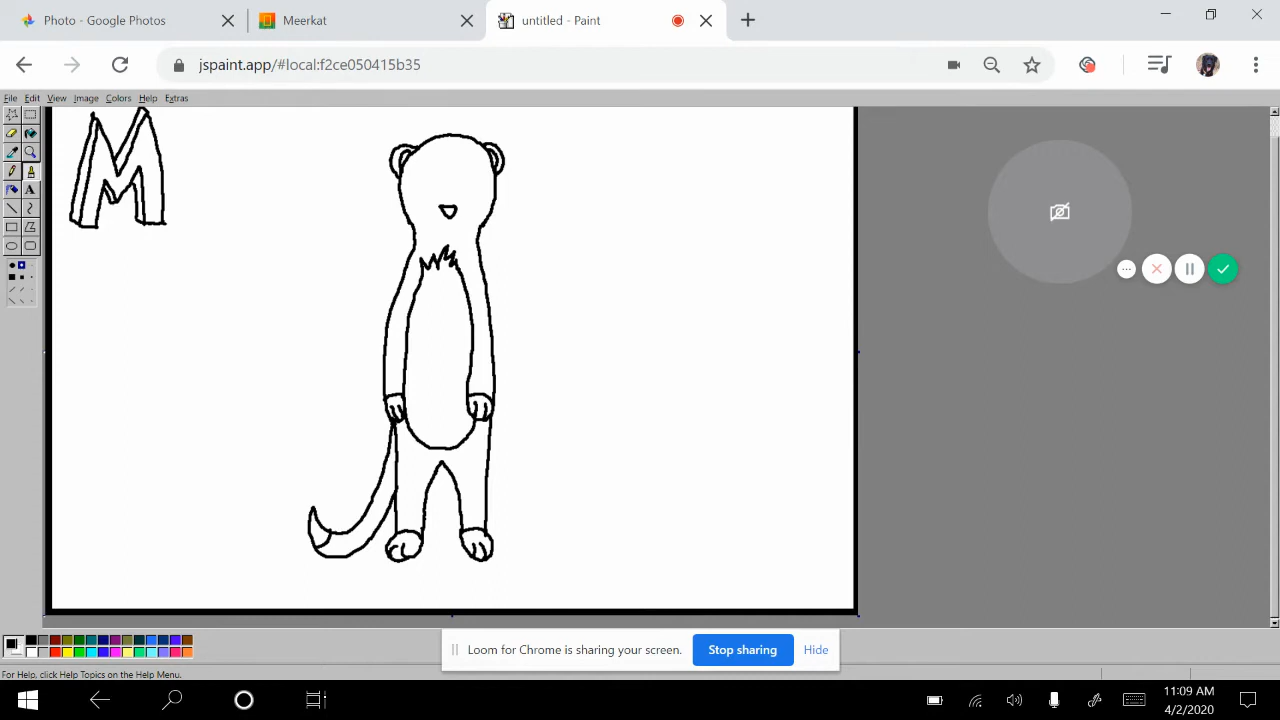 Photo - Google Photos
Meerkat
untitled - Paint
jspaint.app/#local:f2ce050415b35
File Edit View Image Colors Help Extras
A
M
Loom for Chrome is sharing your screen. Stop sharing Hide
For Help, click Help Topics on the Help Menu.
11:09 AM
4/2/2020